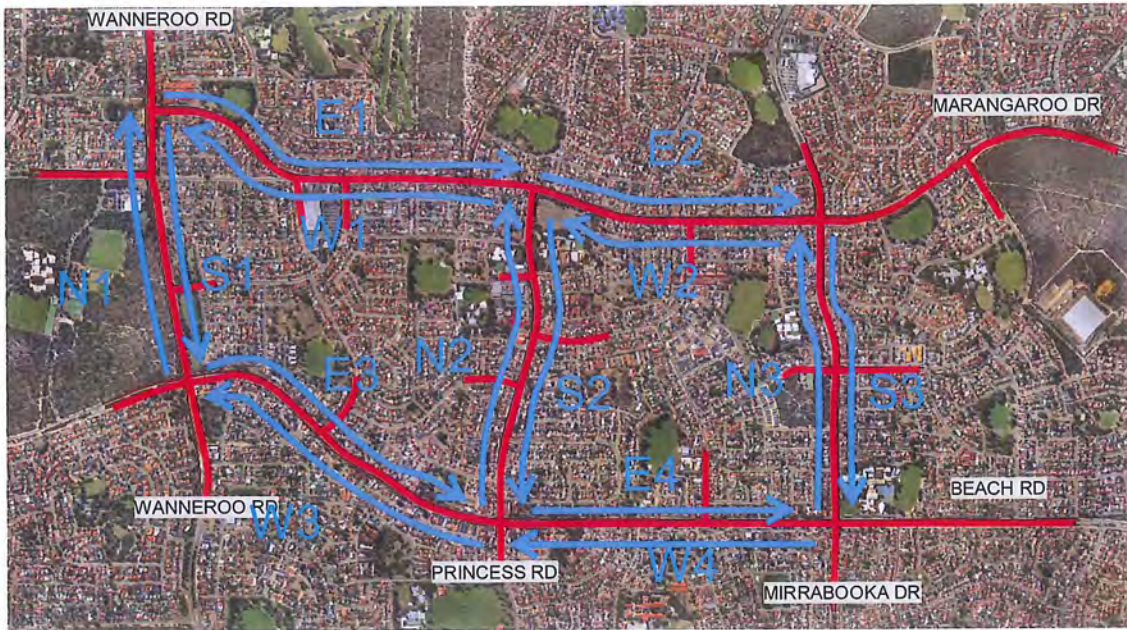 WANNEROO RD
MARANGAROO DR
E1
E2
W1
W2
N1
S1
N2
E3
S2
N3
S3
E4
BEACH RD
WANNEROO RD
W3
W4
PRINCESS RD
MIRRABOOKA DR